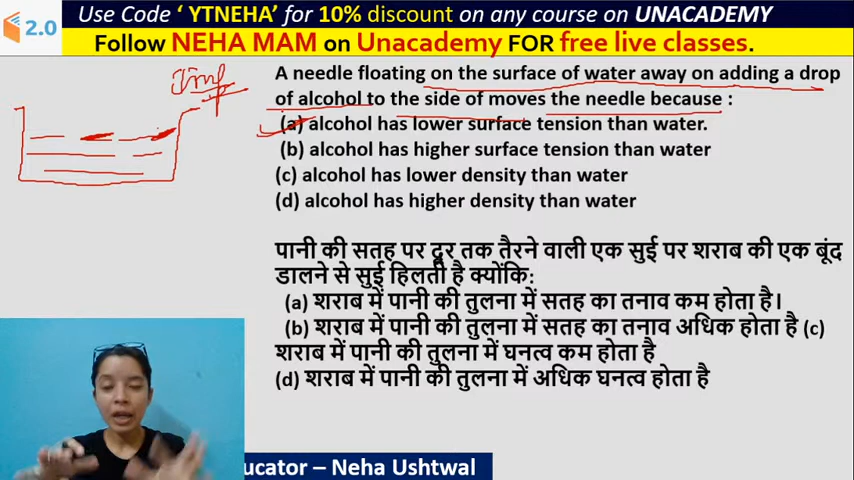 Use Code ‘ YTNEHA’ for 10% discount on any course on UNACADEMY
2.0
Follow NEHA MAM on Unacademy FOR free live classes.
Imp
A needle floating on the surface of water away on adding a drop
of alcohol to the side of moves the needle because :
(a) alcohol has lower surface tension than water.
(b) alcohol has higher surface tension than water
(c) alcohol has lower density than water
(d) alcohol has higher density than water
पानी की सतह पर दूर तक तैरने वाली एक सुई पर शराब की एक बूंद
डालने से सुई हिलती है क्योंकि:
(a) शराब में पानी की तुलना में सतह का तनाव कम होता है।
(b) शराब में पानी की तुलना में सतह का तनाव अधिक होता है (c)
शराब में पानी की तुलना में घनत्व कम होता है
(d) शराब में पानी की तुलना में अधिक घनत्व होता है
ucator – Neha Ushtwal